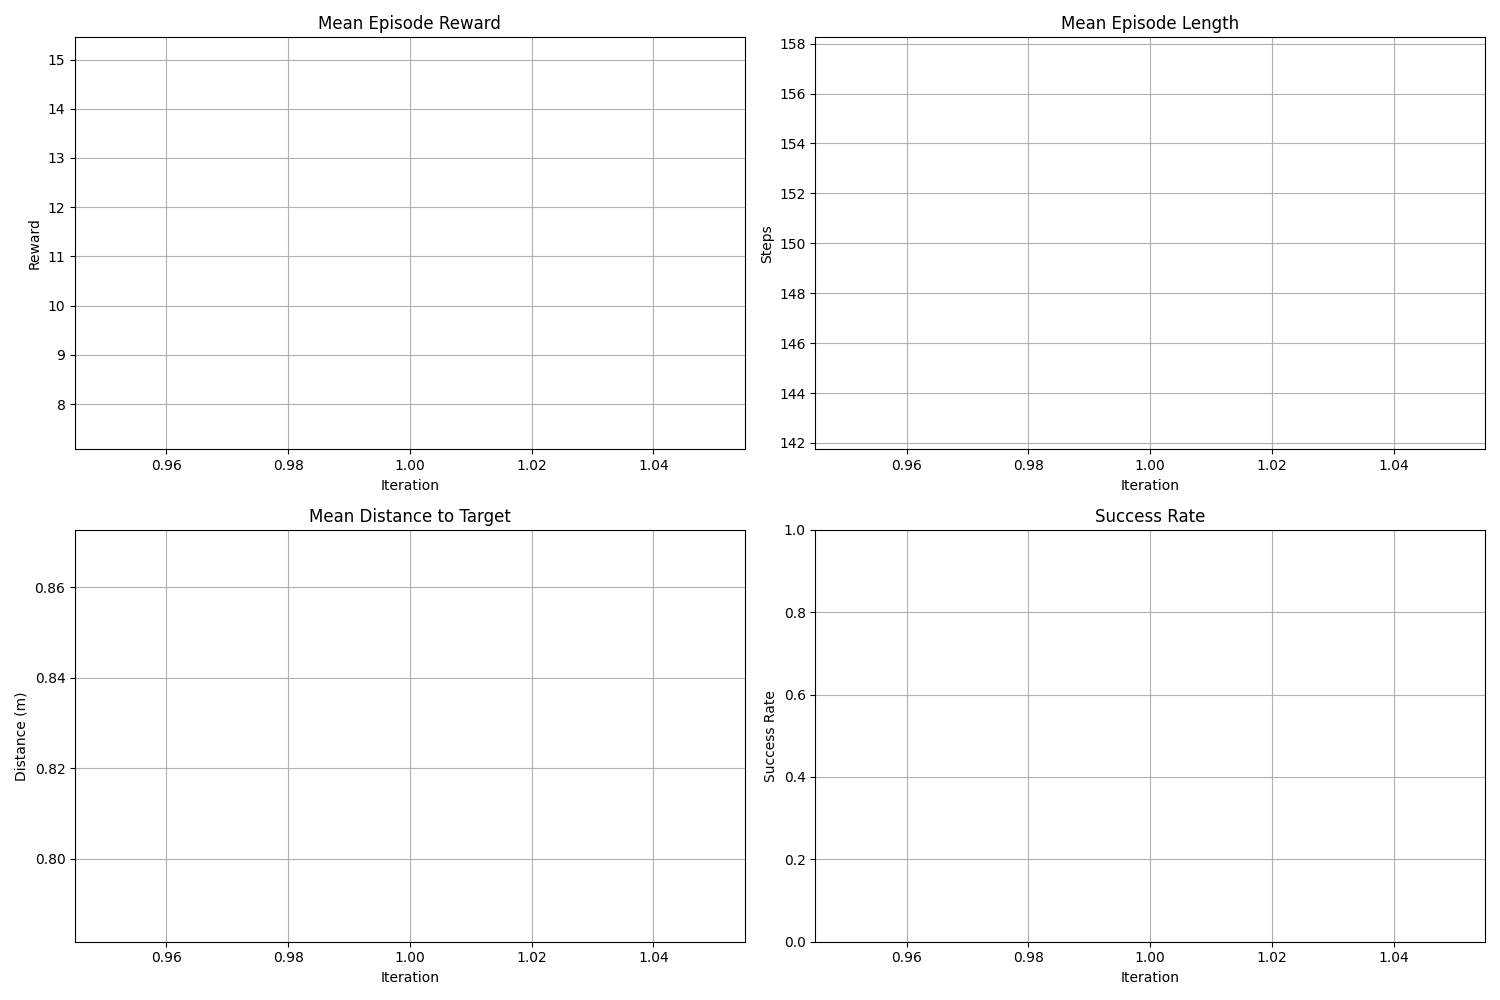 Mean Episode Reward
15
14
13
12
11
10
9
8
Reward
0.96 0.98 1.00 1.02 1.04
Iteration
Mean Episode Length
158
156
154
152
150
148
146
144
142
Steps
0.96 0.98 1.00 1.02 1.04
Iteration
Mean Distance to Target
0.86
0.84
0.82
0.80
Distance (m)
0.96 0.98 1.00 1.02 1.04
Iteration
Success Rate
1.0
0.8
0.6
0.4
0.2
0.0
Success Rate
0.96 0.98 1.00 1.02 1.04
Iteration